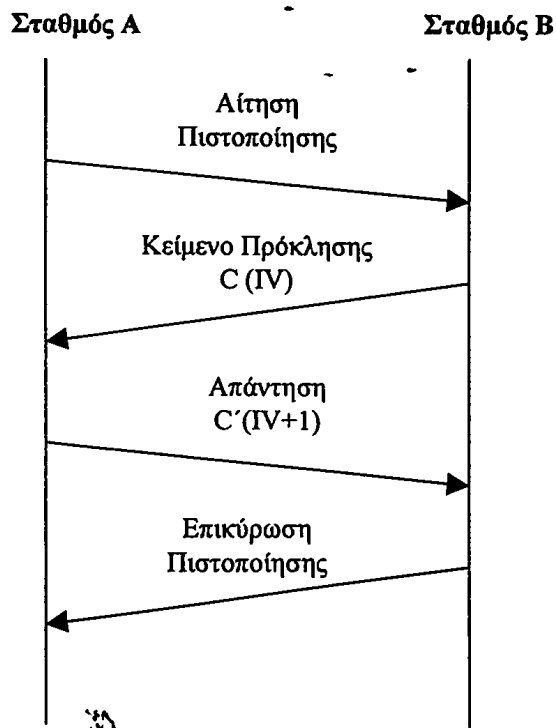 Σταθμός Α
Σταθμός Β
Αίτηση
Πιστοποίησης
Κείμενο Πρόκλησης
C (IV)
Απάντηση
C΄(IV+1)
Επικύρωση
Πιστοποίησης